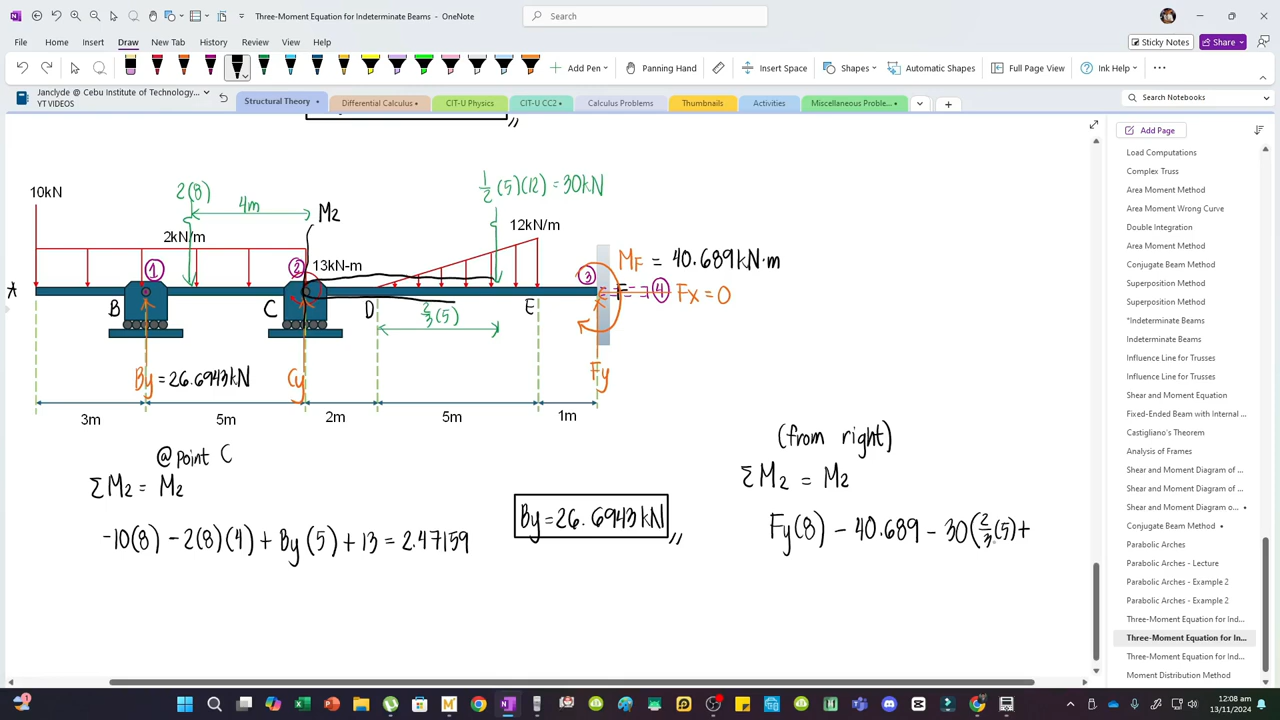 Three-Moment Equation for Indeterminate Beams - OneNote
Search
File Home Insert Draw New Tab History Review View Help
Sticky Notes
Share
Add Pen
Panning Hand
Insert Space
Shapes
Automatic Shapes
Full Page View
Ink Help
Janclyde @ Cebu Institute of Technology...
YT VIDEOS
Structural Theory
Differential Calculus
CIT-U Physics
CIT-U CC2
Calculus Problems
Thumbnails
Activities
Miscellaneous Proble...
Search Notebooks
Add Page
Load Computations
Complex Truss
Area Moment Method
Area Moment Wrong Curve
Double Integration
Area Moment Method
Conjugate Beam Method
Superposition Method
Superposition Method
*Indeterminate Beams
Indeterminate Beams
Influence Line for Trusses
Influence Line for Trusses
Shear and Moment Equation
Fixed-Ended Beam with Internal ...
Castigliano's Theorem
Analysis of Frames
Shear and Moment Diagram of ...
Shear and Moment Diagram of ...
Shear and Moment Diagram of o...
Conjugate Beam Method
Parabolic Arches
Parabolic Arches - Lecture
Parabolic Arches - Example 2
Parabolic Arches - Example 2
Three-Moment Equation for Ind...
Three-Moment Equation for In...
Three-Moment Equation for Ind...
Moment Distribution Method
10kN
2(8)
4m
M2
1/2 (5)(12) = 30kN
2kN/m
12kN/m
1
2
13kN-m
3
MF = 40.689kN·m
A
B
C
D
E
F
4
Fx = 0
2/3(5)
By = 26.6943kN
Cy
Fy
3m
5m
2m
5m
1m
@ point C
ΣM2 = M2
-10(8) - 2(8)(4) + By(5) + 13 = 2.47159
By = 26.6943kN
(from right)
ΣM2 = M2
Fy(8) - 40.689 - 30(2/3(5)+
1
12:08 am
13/11/2024